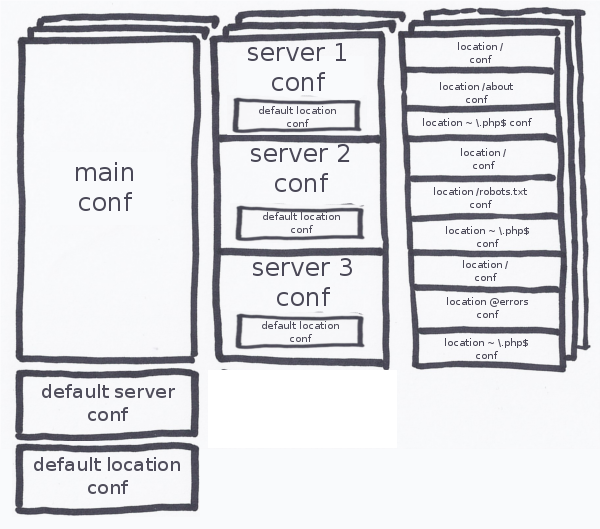 main
conf
default server
conf
default location
conf
server 1
conf
default location
conf
server 2
conf
default location
conf
server 3
conf
default location
conf
location /
conf
location /about
conf
location ~ \.php$ conf
location /
conf
location /robots.txt
conf
location ~ \.php$
conf
location /
conf
location @errors
conf
location ~ \.php$
conf